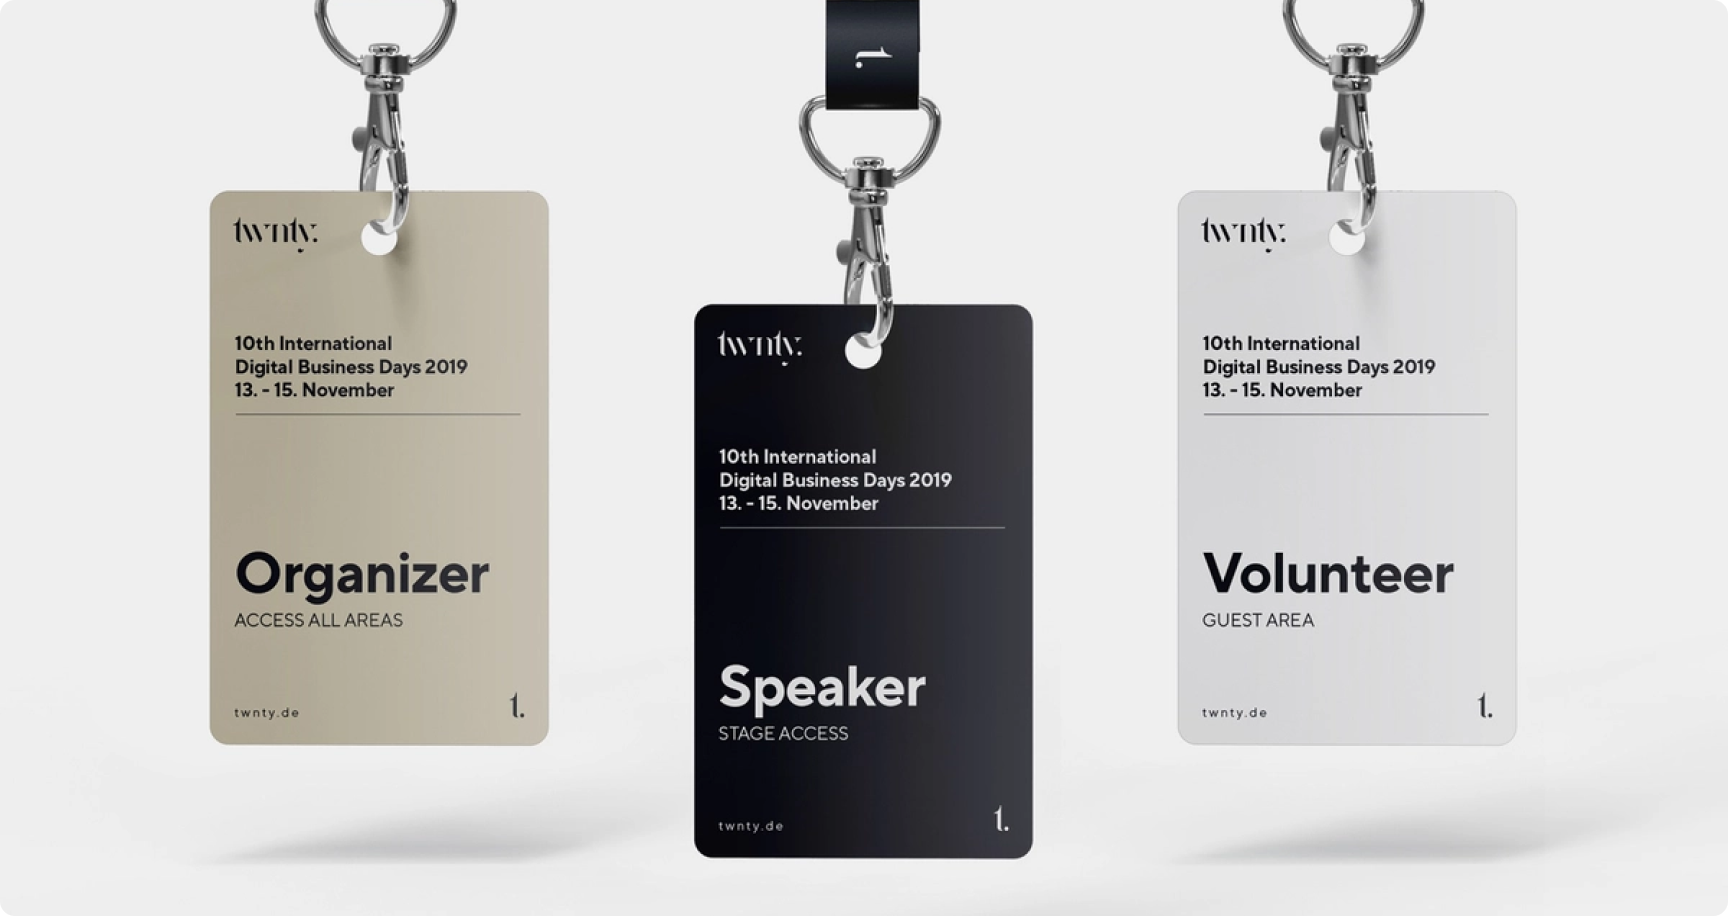 twnty.
10th International
Digital Business Days 2019
13. - 15. November
Organizer
ACCESS ALL AREAS
twnty.de
t.
t.
twnty.
10th International
Digital Business Days 2019
13. - 15. November
Speaker
STAGE ACCESS
twnty.de
t.
twnty.
10th International
Digital Business Days 2019
13. - 15. November
Volunteer
GUEST AREA
twnty.de
t.